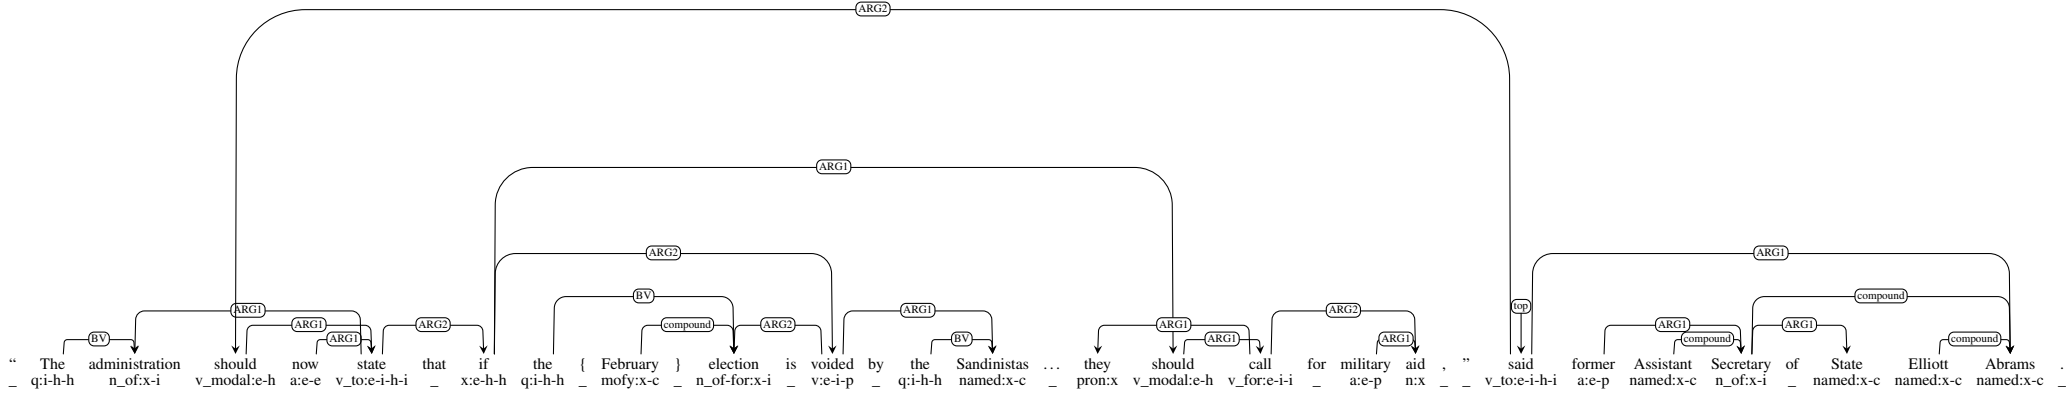 ARG2
ARG1
ARG2 ARG1
BV compound
ARG1 ARG1 top
ARG1 ARG2 compound ARG2 ARG1 ARG1 ARG1
BV ARG1 BV ARG1 ARG1 compound compound
“ The administration should now state that if the { February } election is voided by the Sandinistas … they should call for military aid , ” said former Assistant Secretary of State Elliott Abrams .
_ q:i-h-h n_of:x-i v_modal:e-h a:e-e v_to:e-i-h-i _ x:e-h-h q:i-h-h _ mofy:x-c _ n_of-for:x-i _ v:e-i-p _ q:i-h-h named:x-c _ pron:x v_modal:e-h v_for:e-i-i _ a:e-p n:x _ _ v_to:e-i-h-i a:e-p named:x-c n_of:x-i _ named:x-c named:x-c named:x-c _